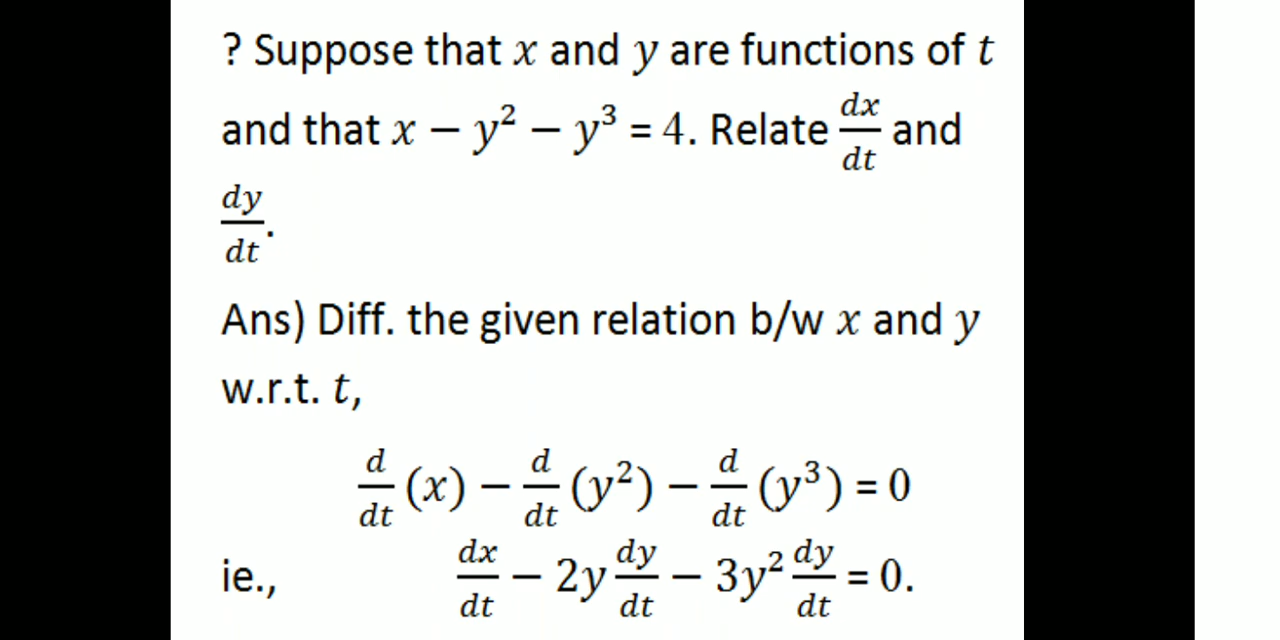 ? Suppose that x and y are functions of t
and that x − y² − y³ = 4. Relate dx/dt and
dy/dt.
Ans) Diff. the given relation b/w x and y
w.r.t. t,
d/dt (x) − d/dt (y²) − d/dt (y³) = 0
ie., dx/dt − 2y dy/dt − 3y² dy/dt = 0.